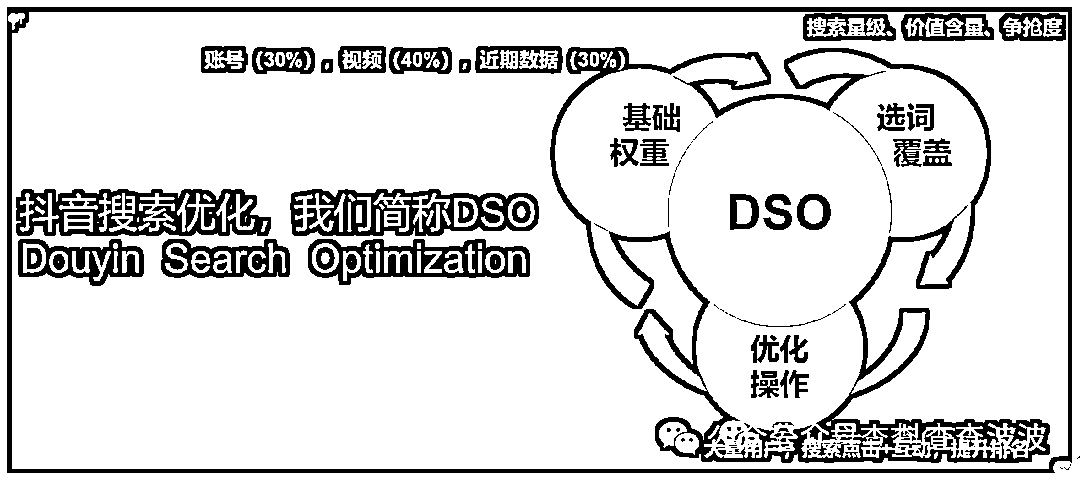 搜索量级、价值含量、争抢度
账号（30%），视频（40%），近期数据（30%）
基础
权重
选词
覆盖
DSO
抖音搜索优化，我们简称DSO
Douyin Search Optimization
优化
操作
大量用户，搜索点击+互动，提升排名